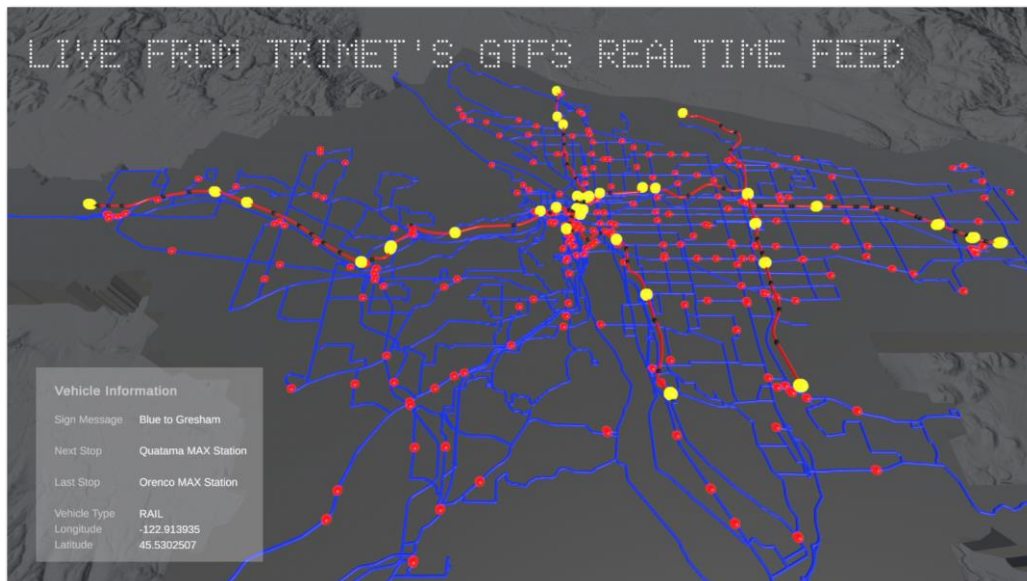 LIVE FROM TRIMET'S GTFS REALTIME FEED
Vehicle Information
Sign Message Blue to Gresham
Next Stop Quatama MAX Station
Last Stop Orenco MAX Station
Vehicle Type RAIL
Longitude -122.913935
Latitude 45.5302507